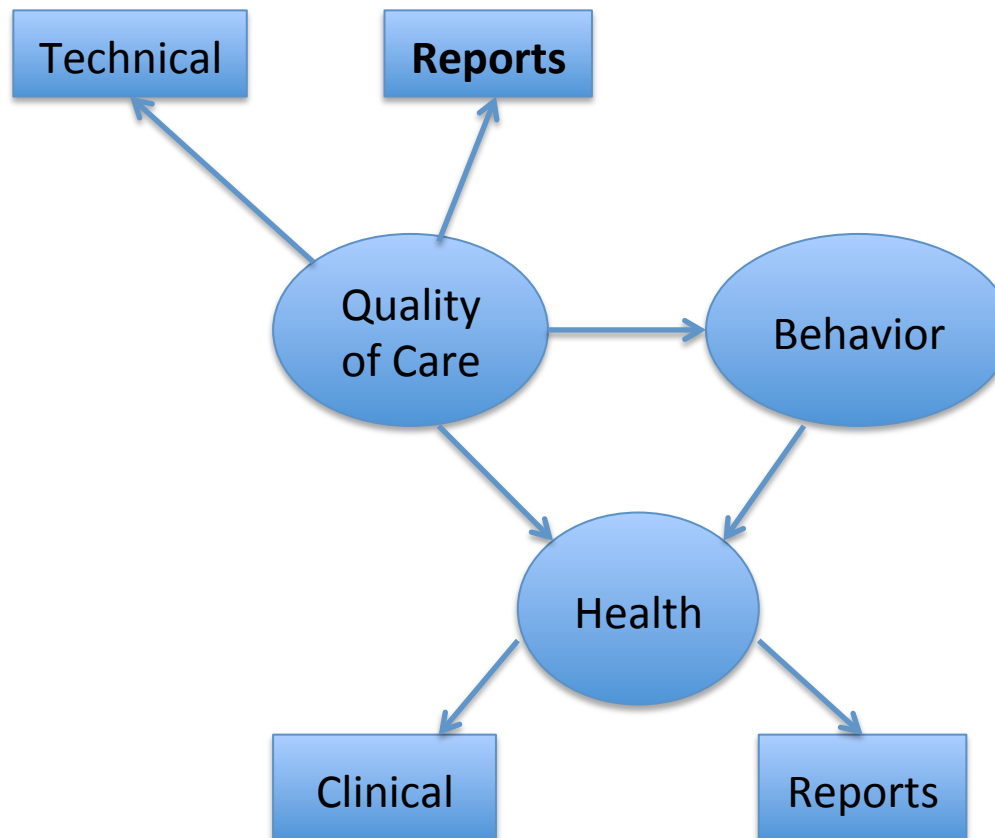 Technical
Reports
Quality
of Care
Behavior
Health
Clinical
Reports